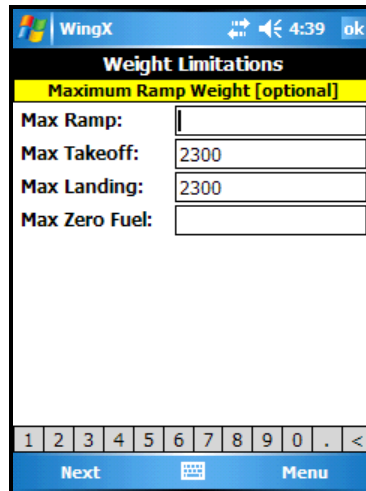 WingX 4:39 ok
Weight Limitations
Maximum Ramp Weight [optional]
Max Ramp:
Max Takeoff: 2300
Max Landing: 2300
Max Zero Fuel:
1 2 3 4 5 6 7 8 9 0 . <
Next Menu